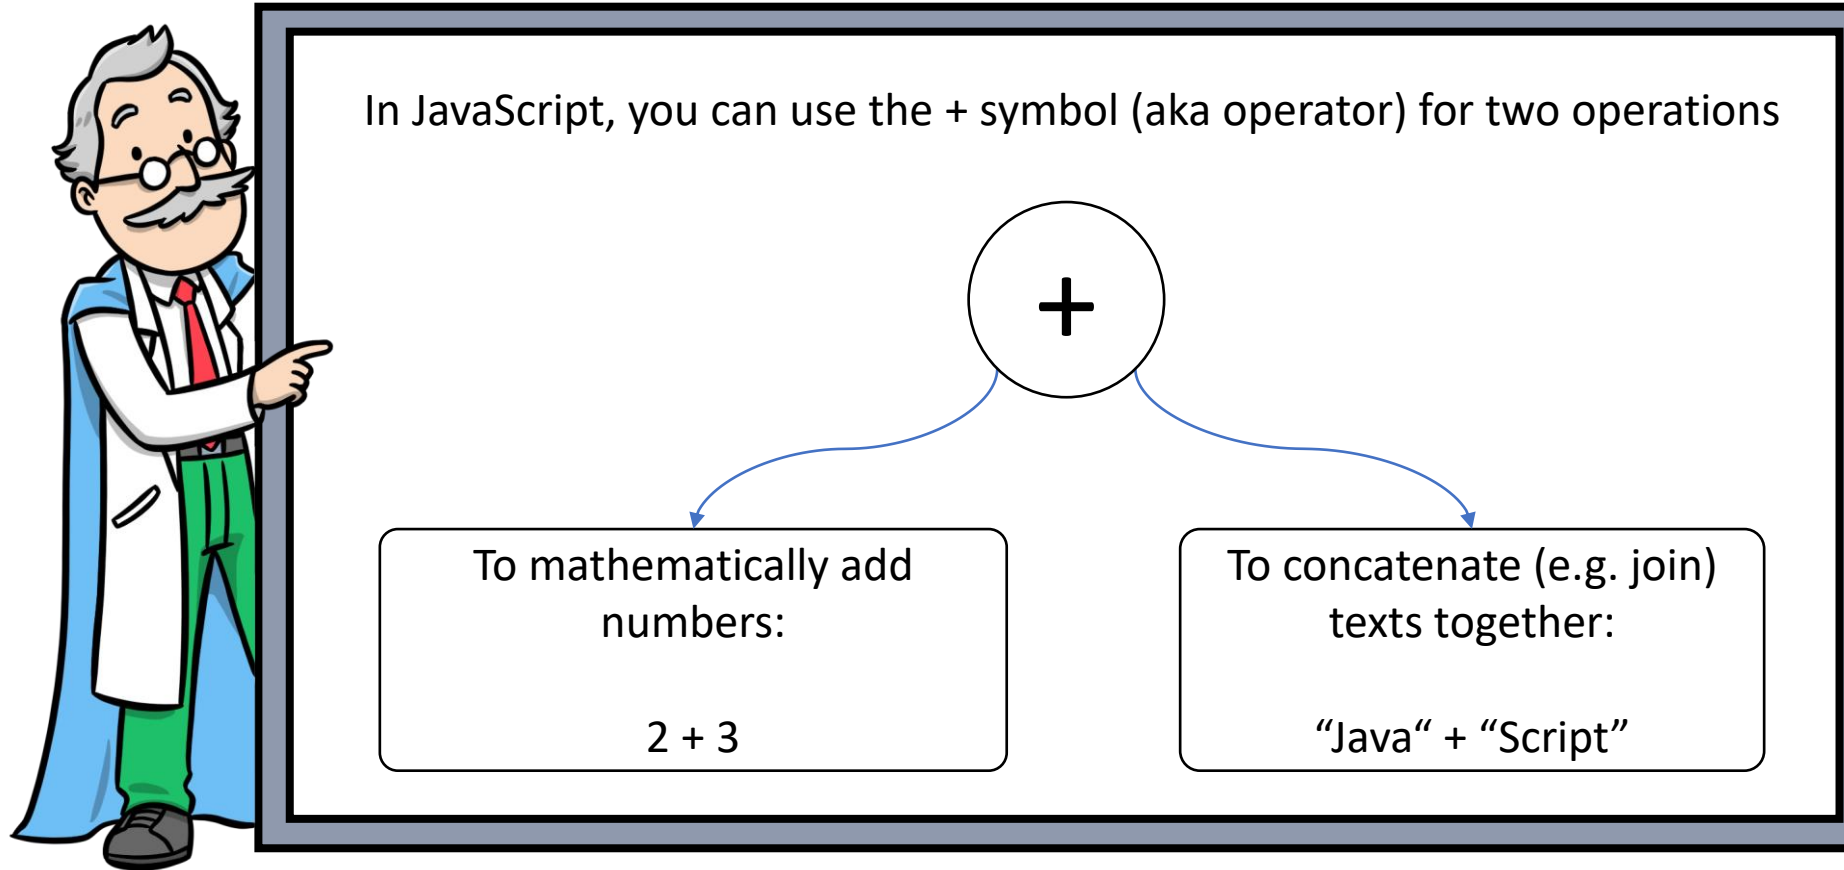 In JavaScript, you can use the + symbol (aka operator) for two operations
+
To mathematically add
numbers:
2 + 3
To concatenate (e.g. join)
texts together:
“Java“ + “Script”